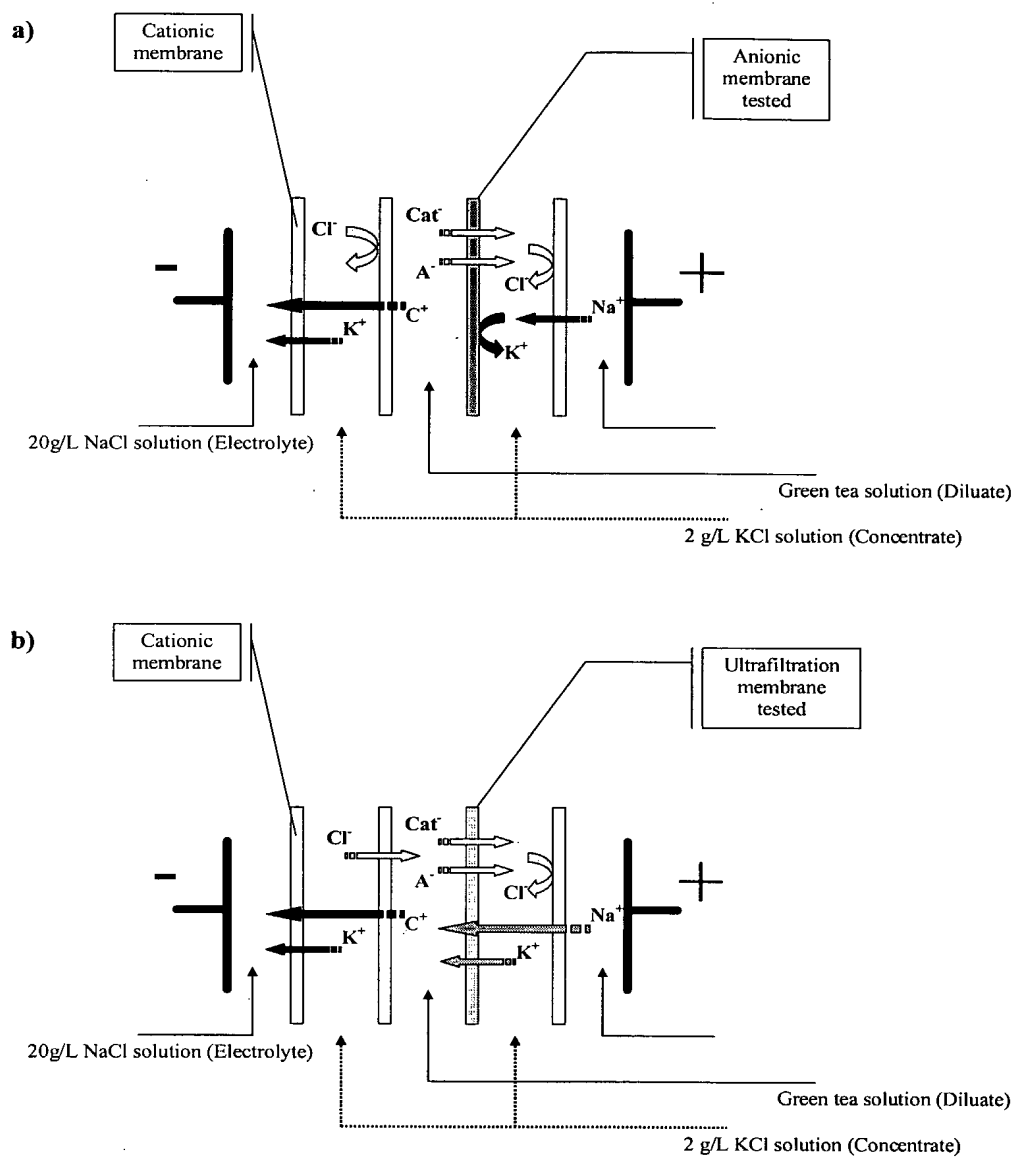 a)
Cationic
membrane
Anionic
membrane
tested
Cl-
Cat-
A-
Cl-
C+
K+
Na+
K+
-
+
20g/L NaCl solution (Electrolyte)
Green tea solution (Diluate)
2 g/L KCl solution (Concentrate)
b)
Cationic
membrane
Ultrafiltration
membrane
tested
Cl-
Cat-
A-
Cl-
C+
K+
Na+
K+
-
+
20g/L NaCl solution (Electrolyte)
Green tea solution (Diluate)
2 g/L KCl solution (Concentrate)